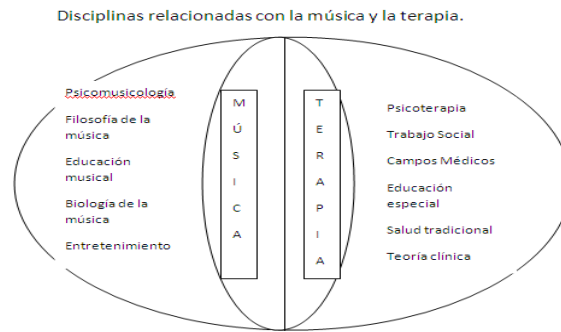 Disciplinas relacionadas con la música y la terapia.
Psicomusicología
Filosofía de la
música
Educación
musical
Biología de la
música
Entretenimiento
M
Ú
S
I
C
A
T
E
R
A
P
I
A
Psicoterapia
Trabajo Social
Campos Médicos
Educación
especial
Salud tradicional
Teoría clínica